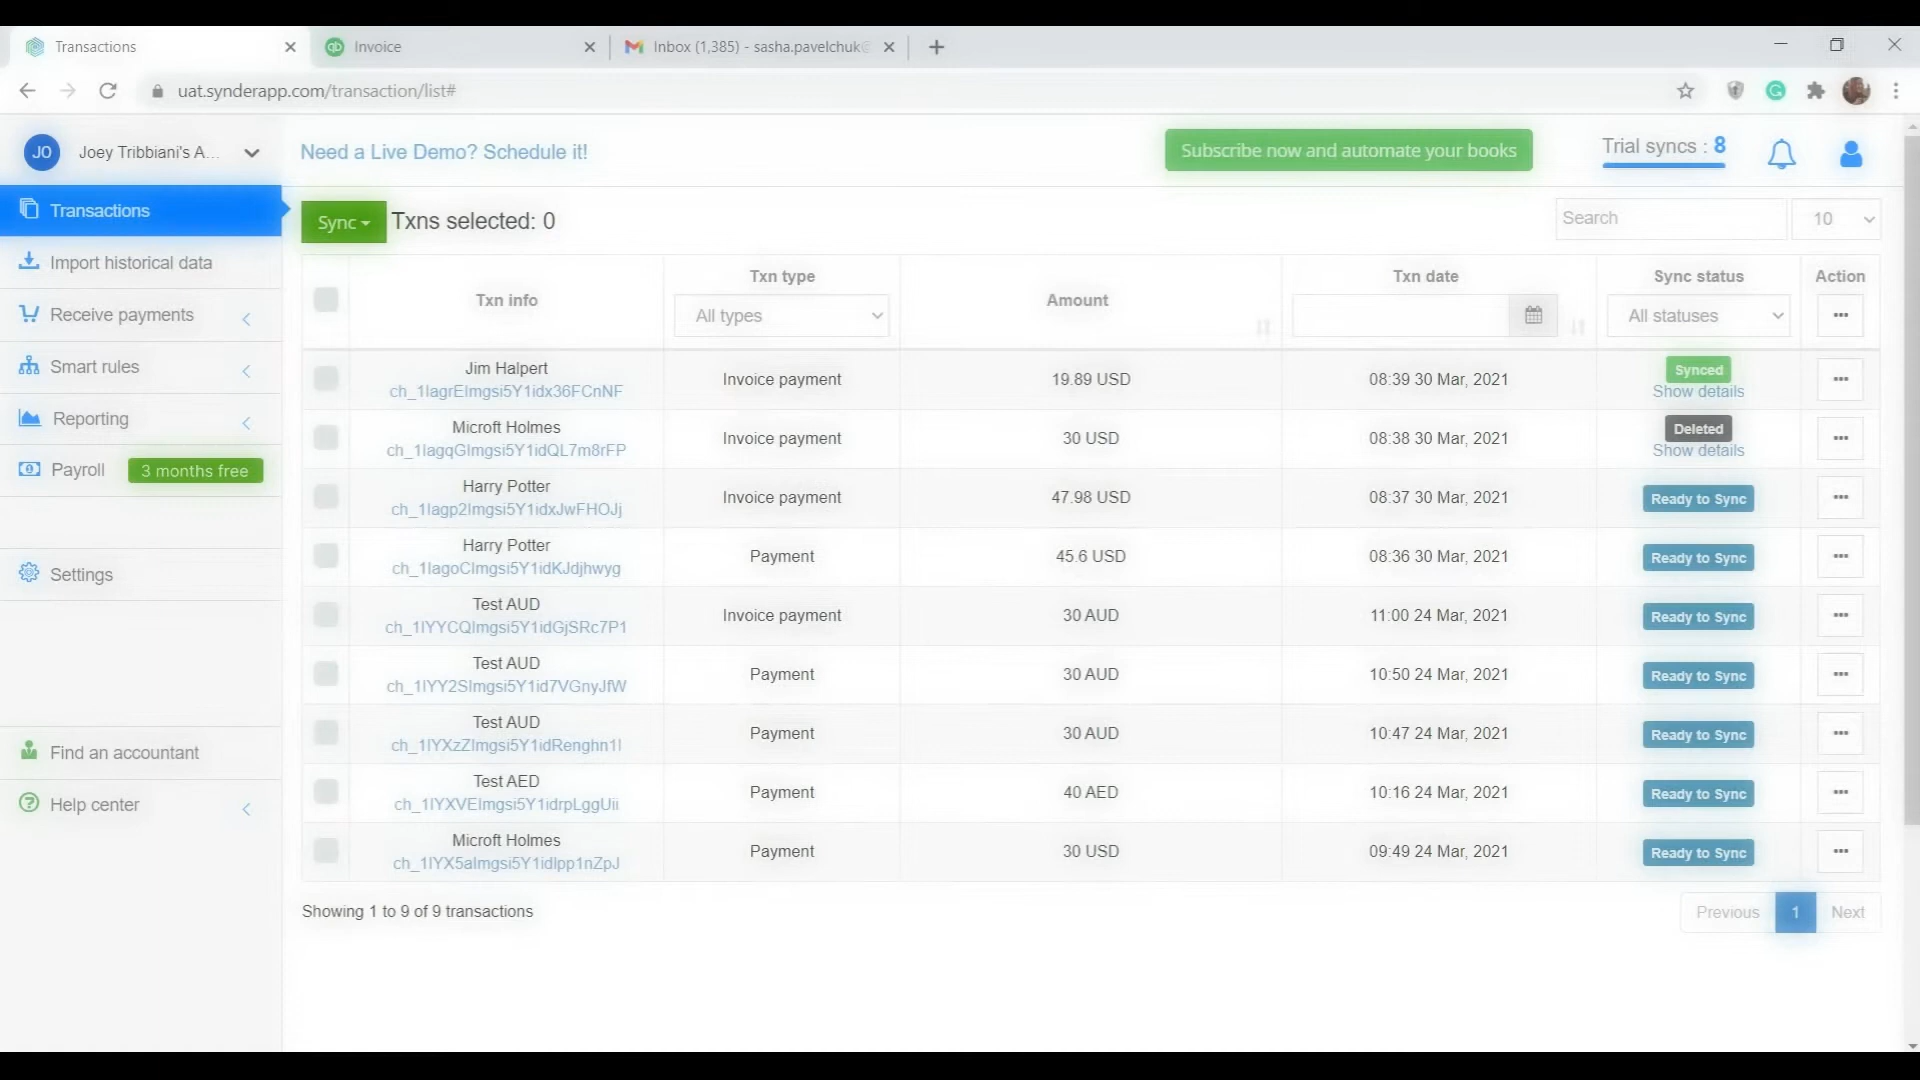 Transactions
Invoice
Inbox (1,385) - sasha.pavelchuk@
uat.synderapp.com/transaction/list#
JO Joey Tribbiani's A...
Need a Live Demo? Schedule it!
Subscribe now and automate your books
Trial syncs : 8
Transactions
Import historical data
Receive payments
Smart rules
Reporting
Payroll 3 months free
Settings
Find an accountant
Help center
Sync Txns selected: 0
Search
10
Txn info
Txn type
All types
Amount
Txn date
Sync status
All statuses
Action
Jim Halpert
Invoice payment 19.89 USD 08:39 30 Mar, 2021
Synced
Show details
Microft Holmes
Invoice payment 30 USD 08:38 30 Mar, 2021
Deleted
Show details
Harry Potter
Invoice payment 47.98 USD 08:37 30 Mar, 2021 Ready to Sync
Harry Potter
Payment 45.6 USD 08:36 30 Mar, 2021 Ready to Sync
Test AUD
Invoice payment 30 AUD 11:00 24 Mar, 2021 Ready to Sync
Test AUD
Payment 30 AUD 10:50 24 Mar, 2021 Ready to Sync
Test AUD
Payment 30 AUD 10:47 24 Mar, 2021 Ready to Sync
Test AED
Payment 40 AED 10:16 24 Mar, 2021 Ready to Sync
Microft Holmes
Payment 30 USD 09:49 24 Mar, 2021 Ready to Sync
Showing 1 to 9 of 9 transactions
Previous 1 Next